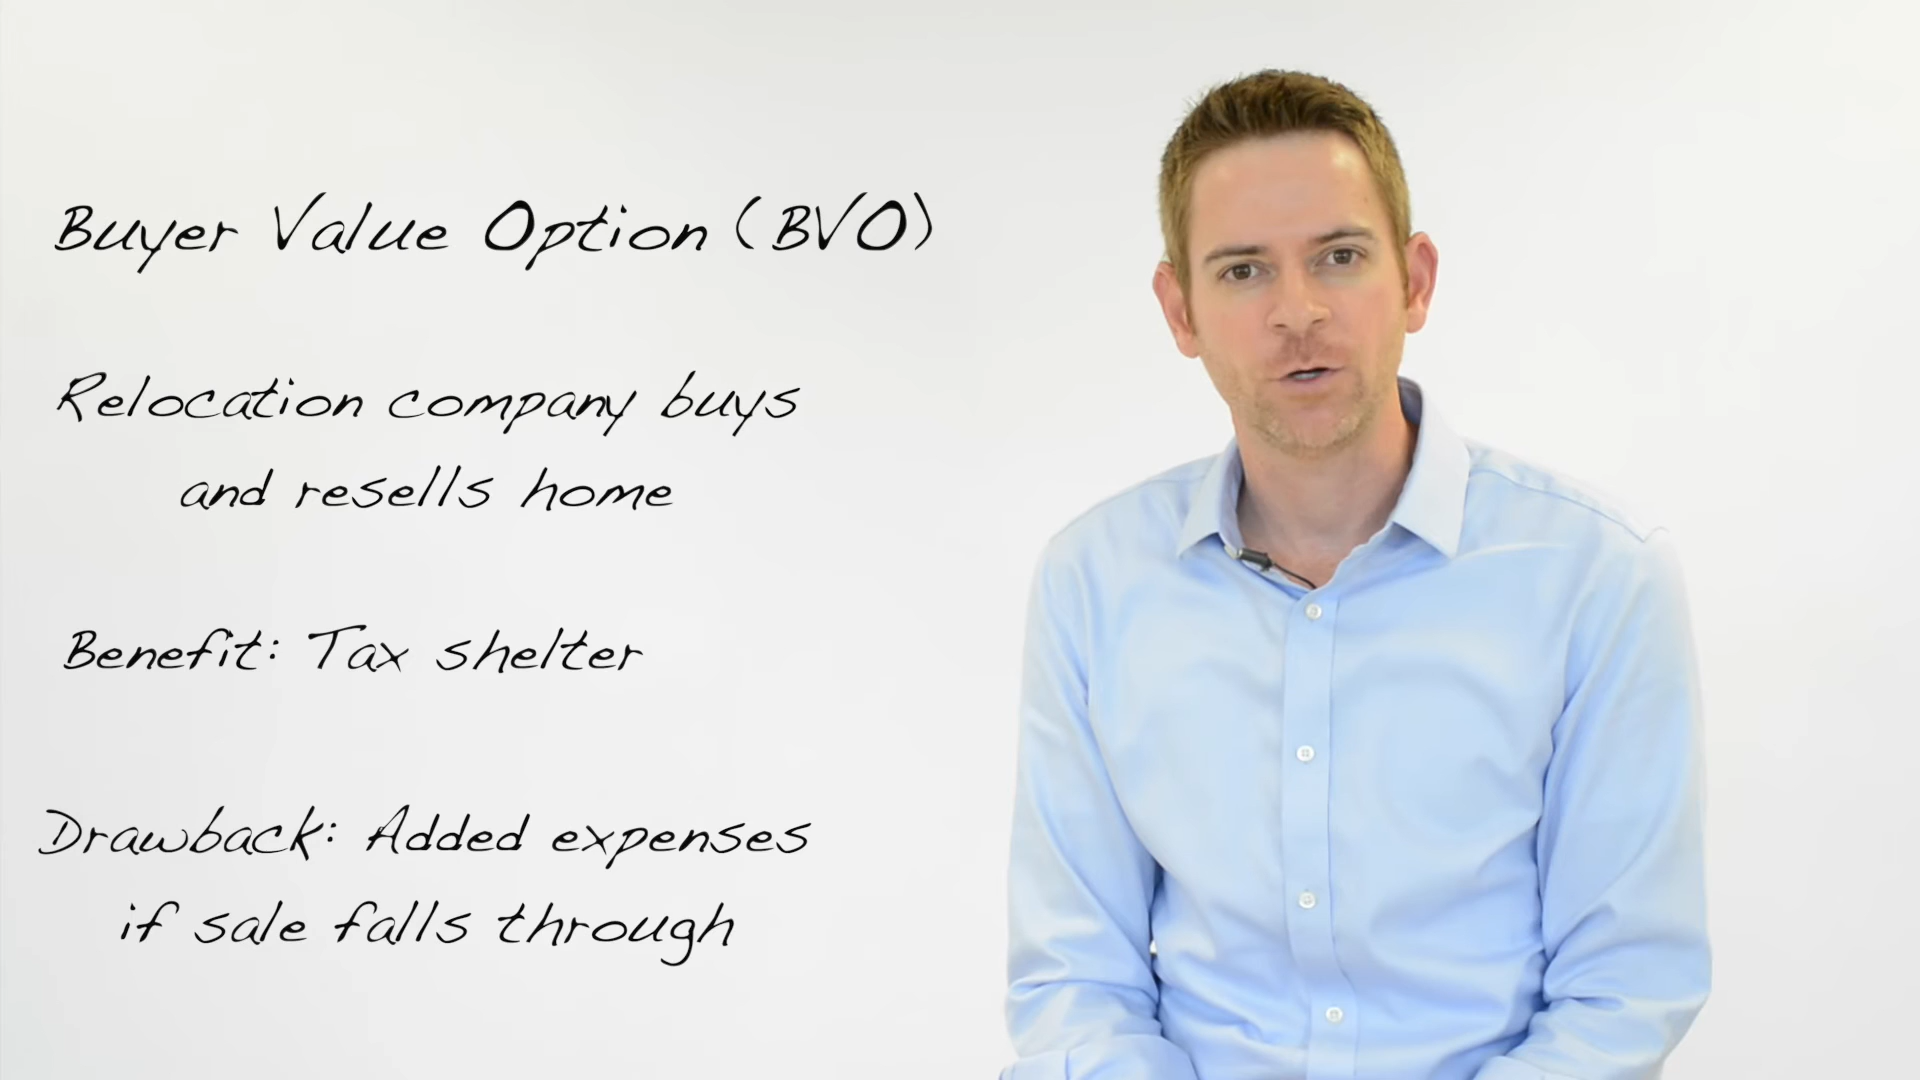 Buyer Value Option (BVO)
Relocation company buys
and resells home
Benefit: Tax shelter
Drawback: Added expenses
if sale falls through